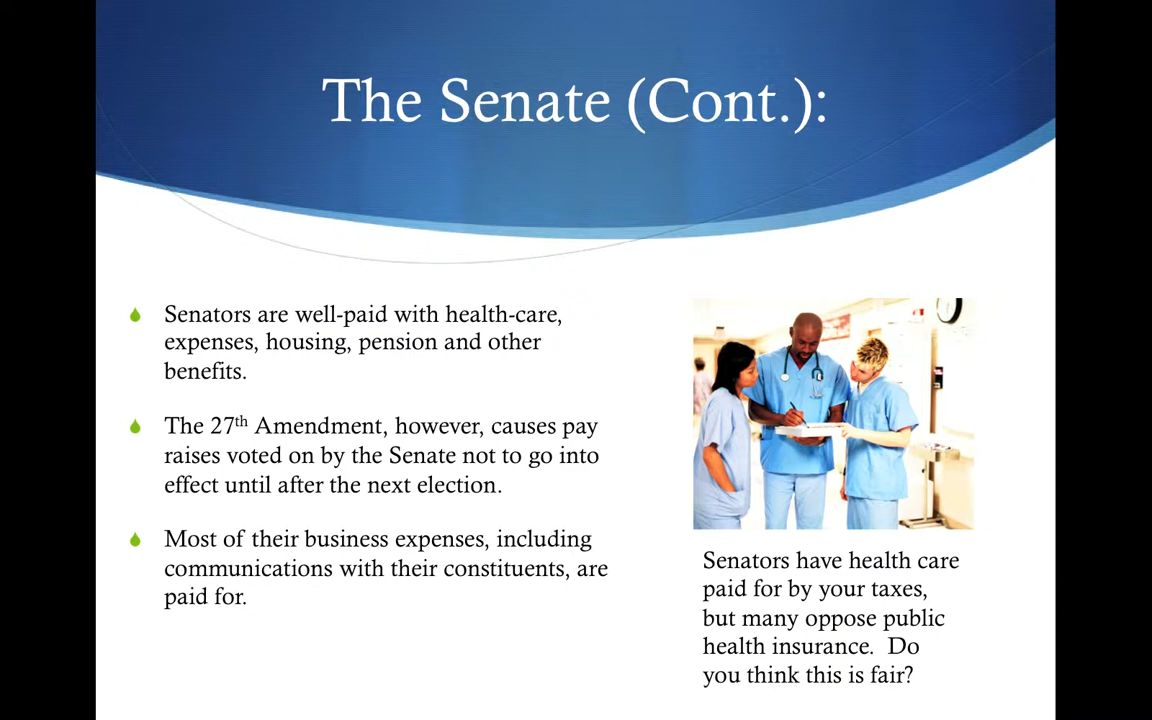 The Senate (Cont.):
Senators are well-paid with health-care,
expenses, housing, pension and other
benefits.
The 27th Amendment, however, causes pay
raises voted on by the Senate not to go into
effect until after the next election.
Most of their business expenses, including
communications with their constituents, are
paid for.
Senators have health care
paid for by your taxes,
but many oppose public
health insurance.  Do
you think this is fair?